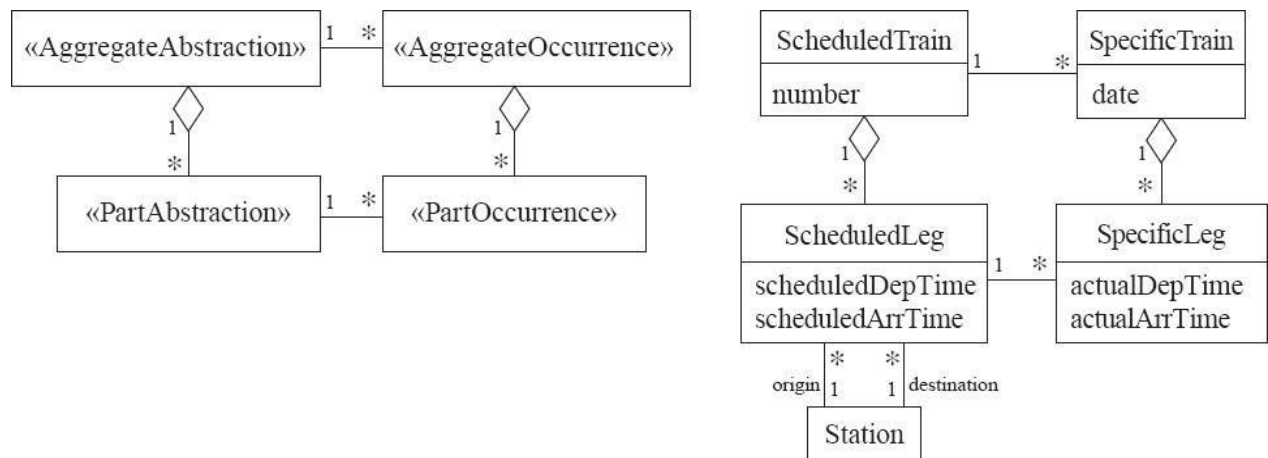 «AggregateAbstraction» 1 * «AggregateOccurrence»
1 1
* *
«PartAbstraction» 1 * «PartOccurrence»
ScheduledTrain
number
1 *
SpecificTrain
date
1 1
* *
ScheduledLeg
scheduledDepTime
scheduledArrTime
1 *
SpecificLeg
actualDepTime
actualArrTime
* *
origin 1 1 destination
Station